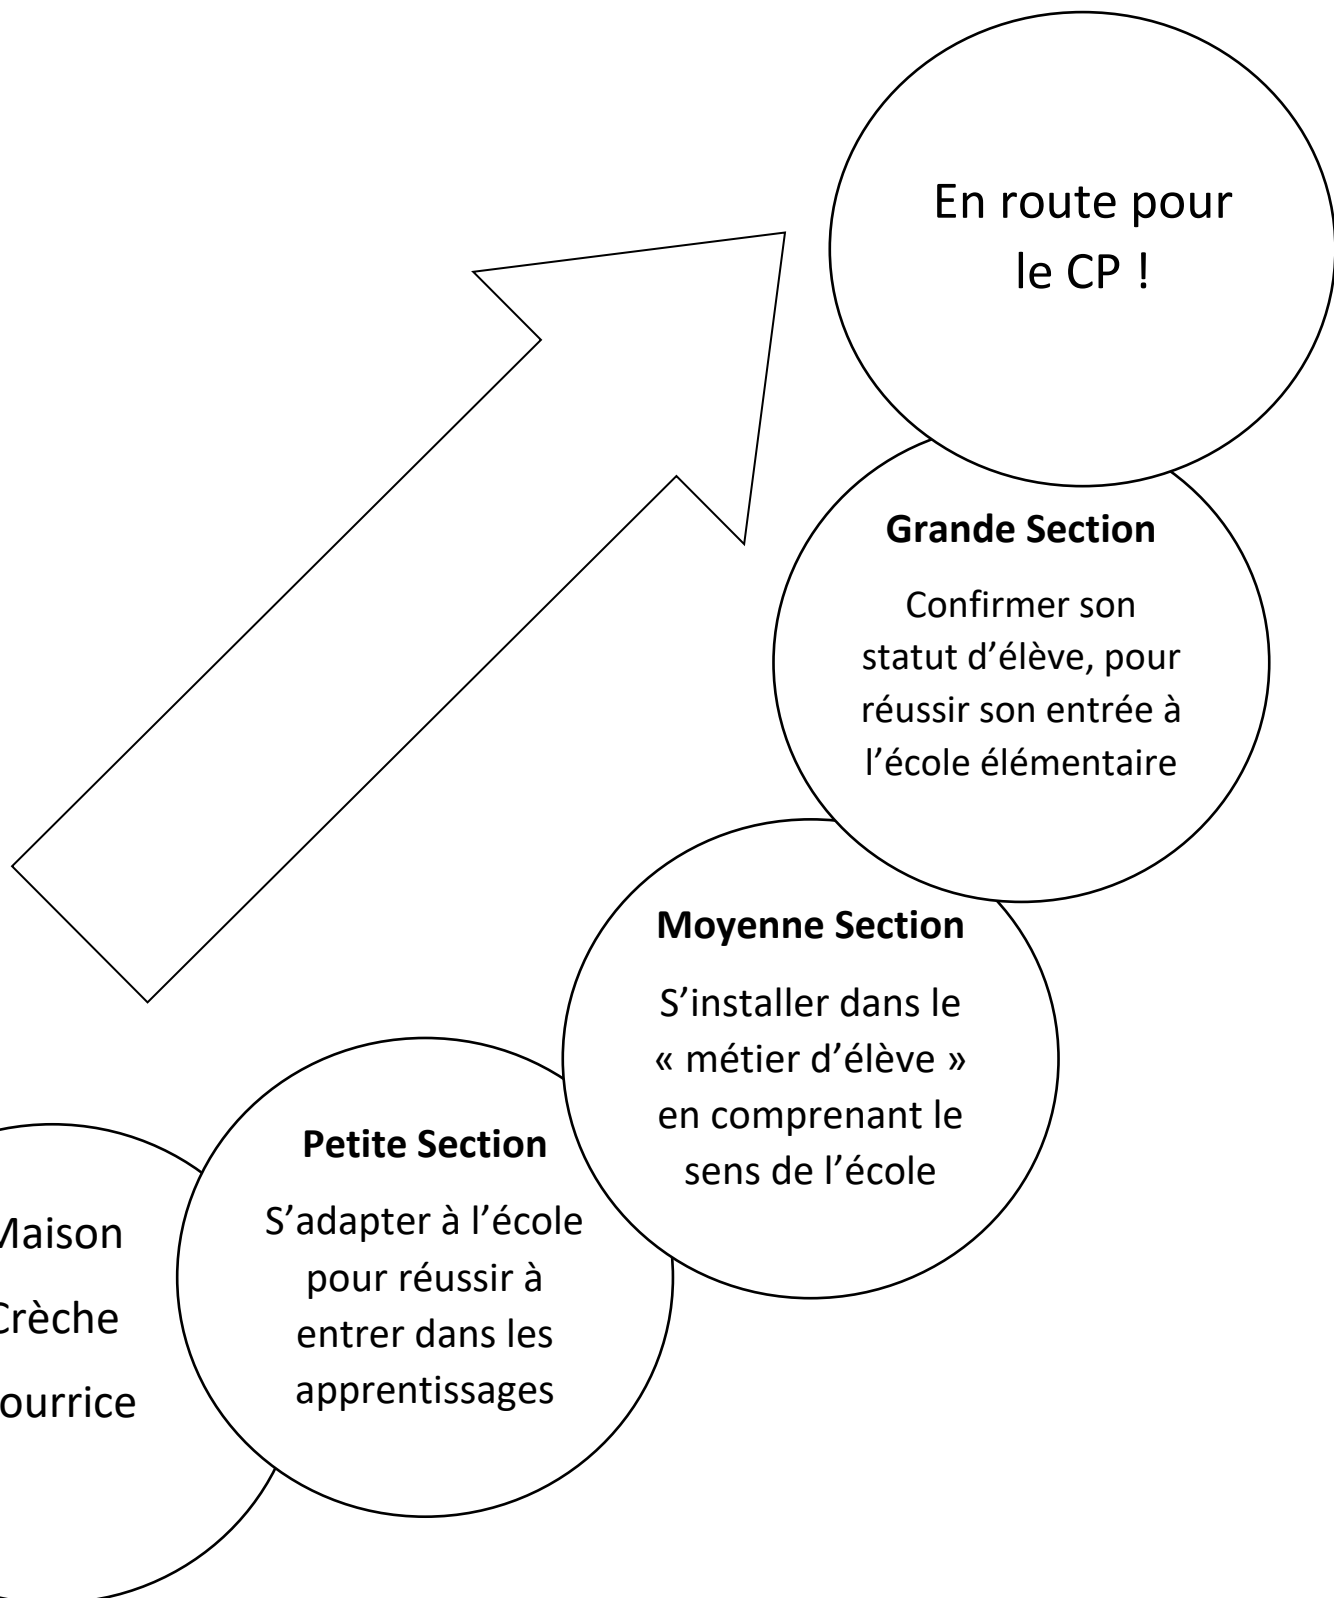 En route pour
le CP !
Grande Section
Confirmer son
statut d’élève, pour
réussir son entrée à
l’école élémentaire
Moyenne Section
S’installer dans le
« métier d’élève »
en comprenant le
sens de l’école
Petite Section
S’adapter à l’école
pour réussir à
entrer dans les
apprentissages
Maison
Crèche
ourrice